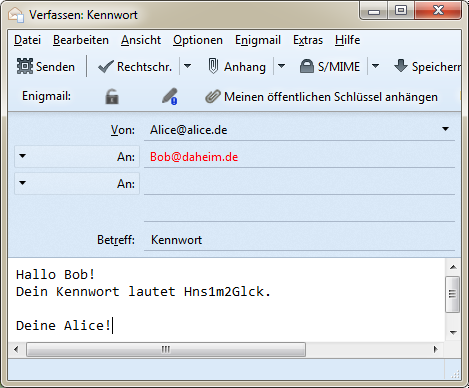 Verfassen: Kennwort
Datei Bearbeiten Ansicht Optionen Enigmail Extras Hilfe
Senden Rechtschr. Anhang S/MIME Speichern
Enigmail: Meinen öffentlichen Schlüssel anhängen
Von: Alice@alice.de
An: Bob@daheim.de
An:
Betreff: Kennwort
Hallo Bob!
Dein Kennwort lautet Hns1m2Glck.
Deine Alice!